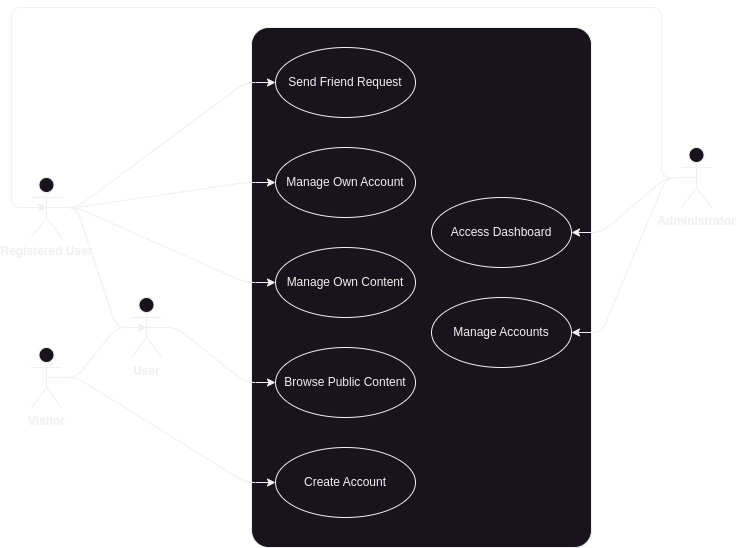 Send Friend Request
Manage Own Account
Access Dashboard
Administrator
Registered User
Manage Own Content
Manage Accounts
User
Browse Public Content
Visitor
Create Account